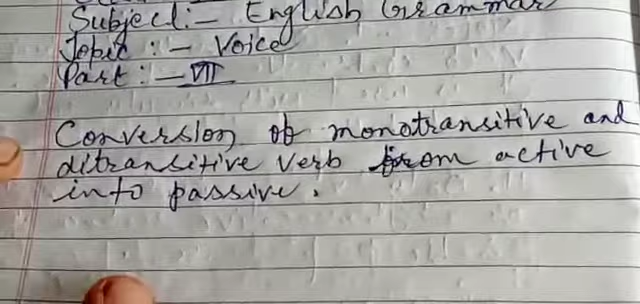 Subject:- English Grammar
Topic :- Voice
Part :- VII
Conversion of monotransitive and
ditransitive verb from active
into passive.